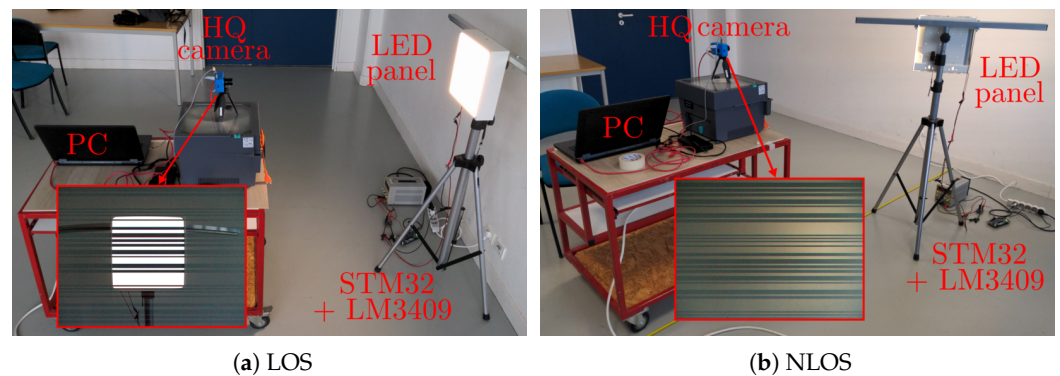 HQ
camera
LED
panel
PC
STM32
+ LM3409
(a) LOS
HQ camera
LED
panel
PC
STM32
+ LM3409
(b) NLOS